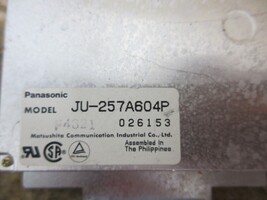 Panasonic
MODEL JU-257A604P
026153
Matsushita Communication Industrial Co., Ltd.
Assembled in
The Philippines